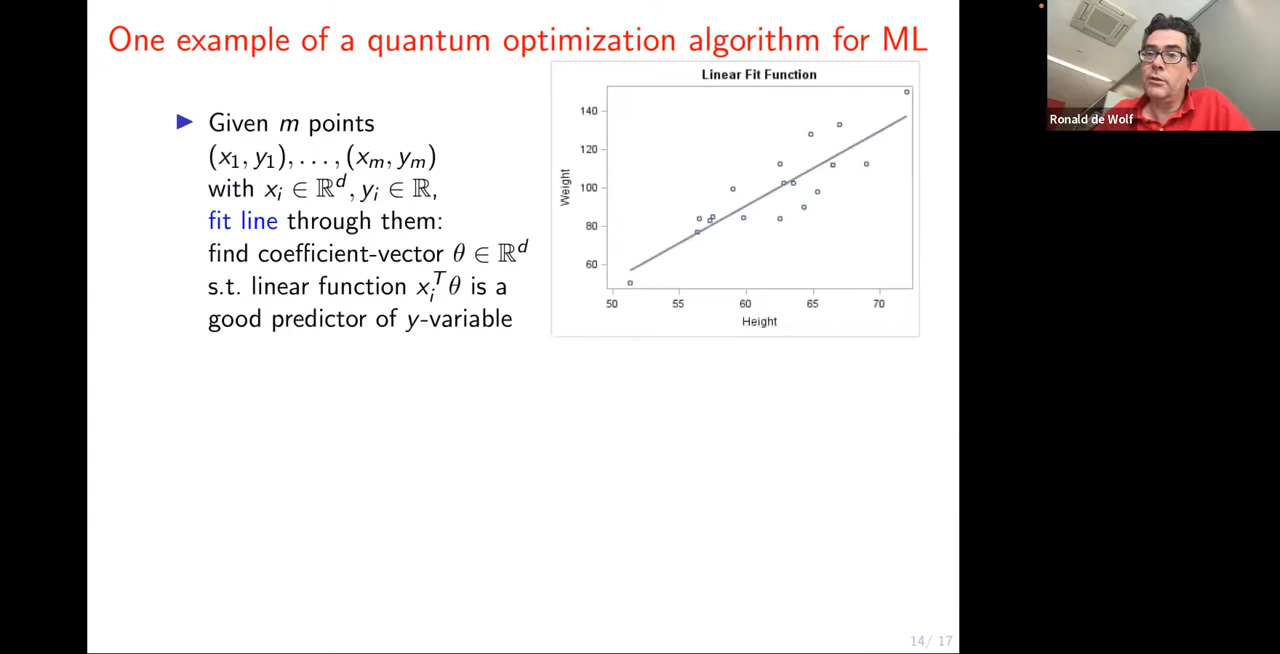 One example of a quantum optimization algorithm for ML
▶ Given m points
(x₁, y₁), . . . , (xₘ, yₘ)
with xᵢ ∈ ℝᵈ, yᵢ ∈ ℝ,
fit line through them:
find coefficient-vector θ ∈ ℝᵈ
s.t. linear function xᵢᵀθ is a
good predictor of y-variable
Linear Fit Function
Weight
140
120
100
80
60
50 55 60 65 70
Height
Ronald de Wolf
14/ 17